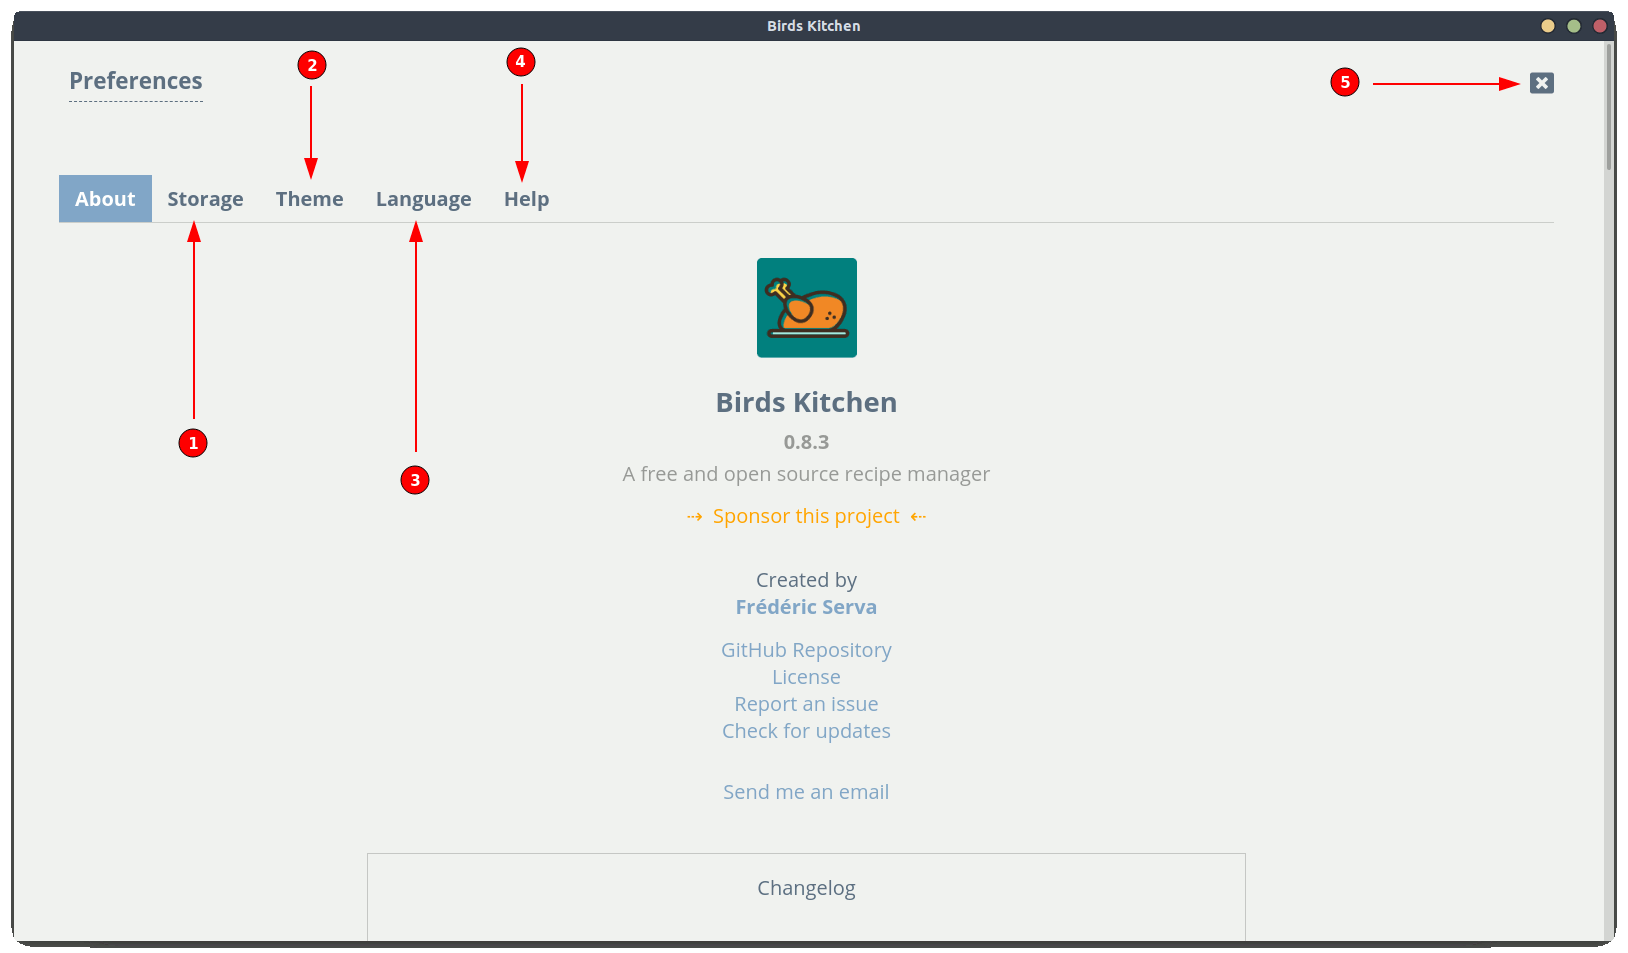 Birds Kitchen
2
4
Preferences
5
About Storage Theme Language Help
1
3
Birds Kitchen
0.8.3
A free and open source recipe manager
⇢ Sponsor this project ⇠
Created by
Frédéric Serva
GitHub Repository
License
Report an issue
Check for updates
Send me an email
Changelog